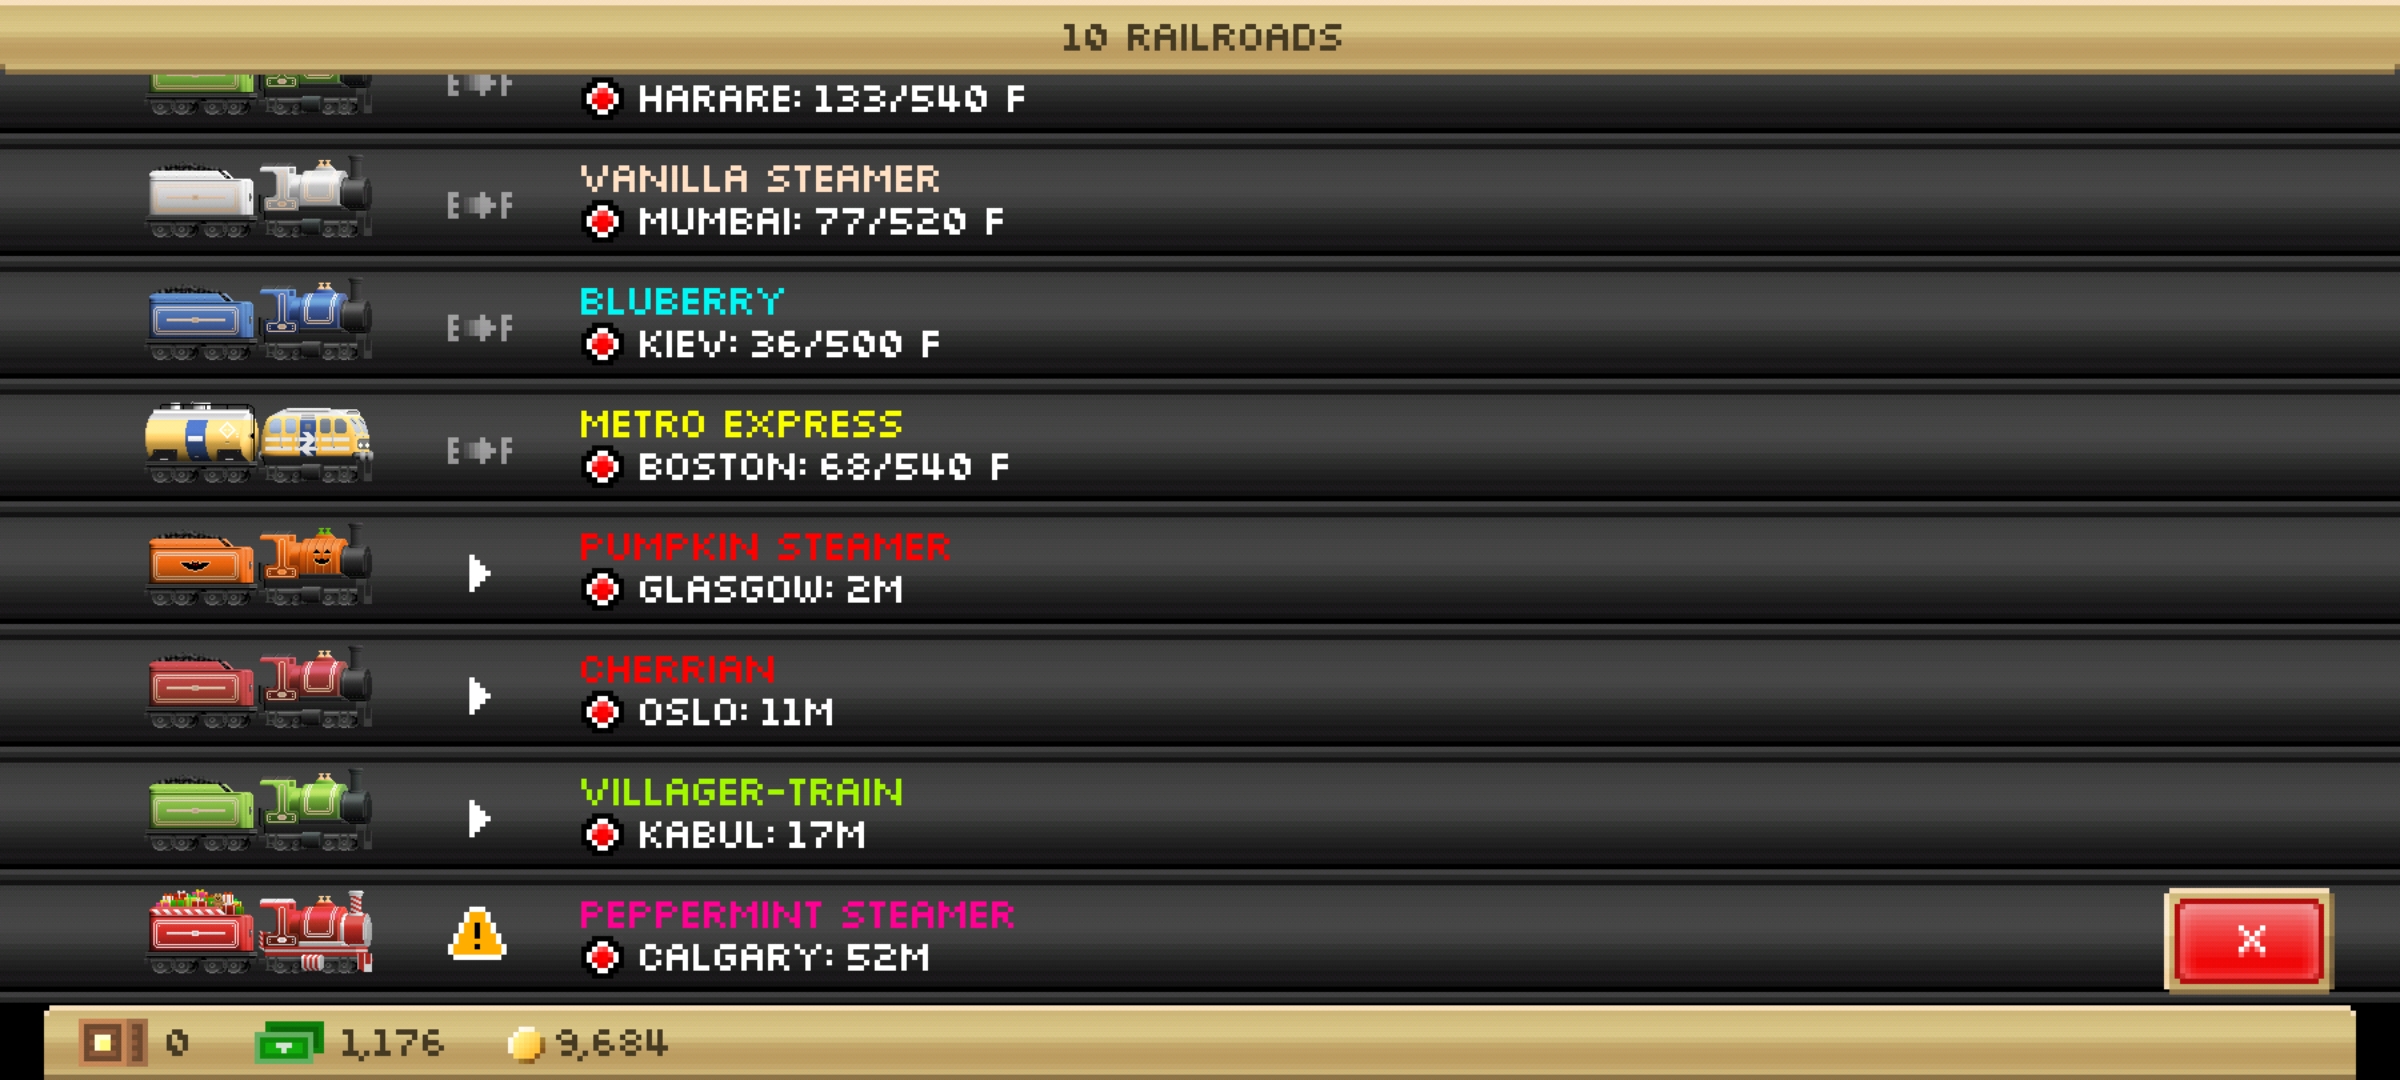 10 RAILROADS
E F
HARARE: 133/540 F
VANILLA STEAMER
E F
MUMBAI: 77/520 F
BLUBERRY
E F
KIEV: 36/500 F
METRO EXPRESS
E F
BOSTON: 68/540 F
PUMPKIN STEAMER
GLASGOW: 2M
CHERRIAN
OSLO: 11M
VILLAGER-TRAIN
KABUL: 17M
PEPPERMINT STEAMER
CALGARY: 52M
X
0 1,176 9,684